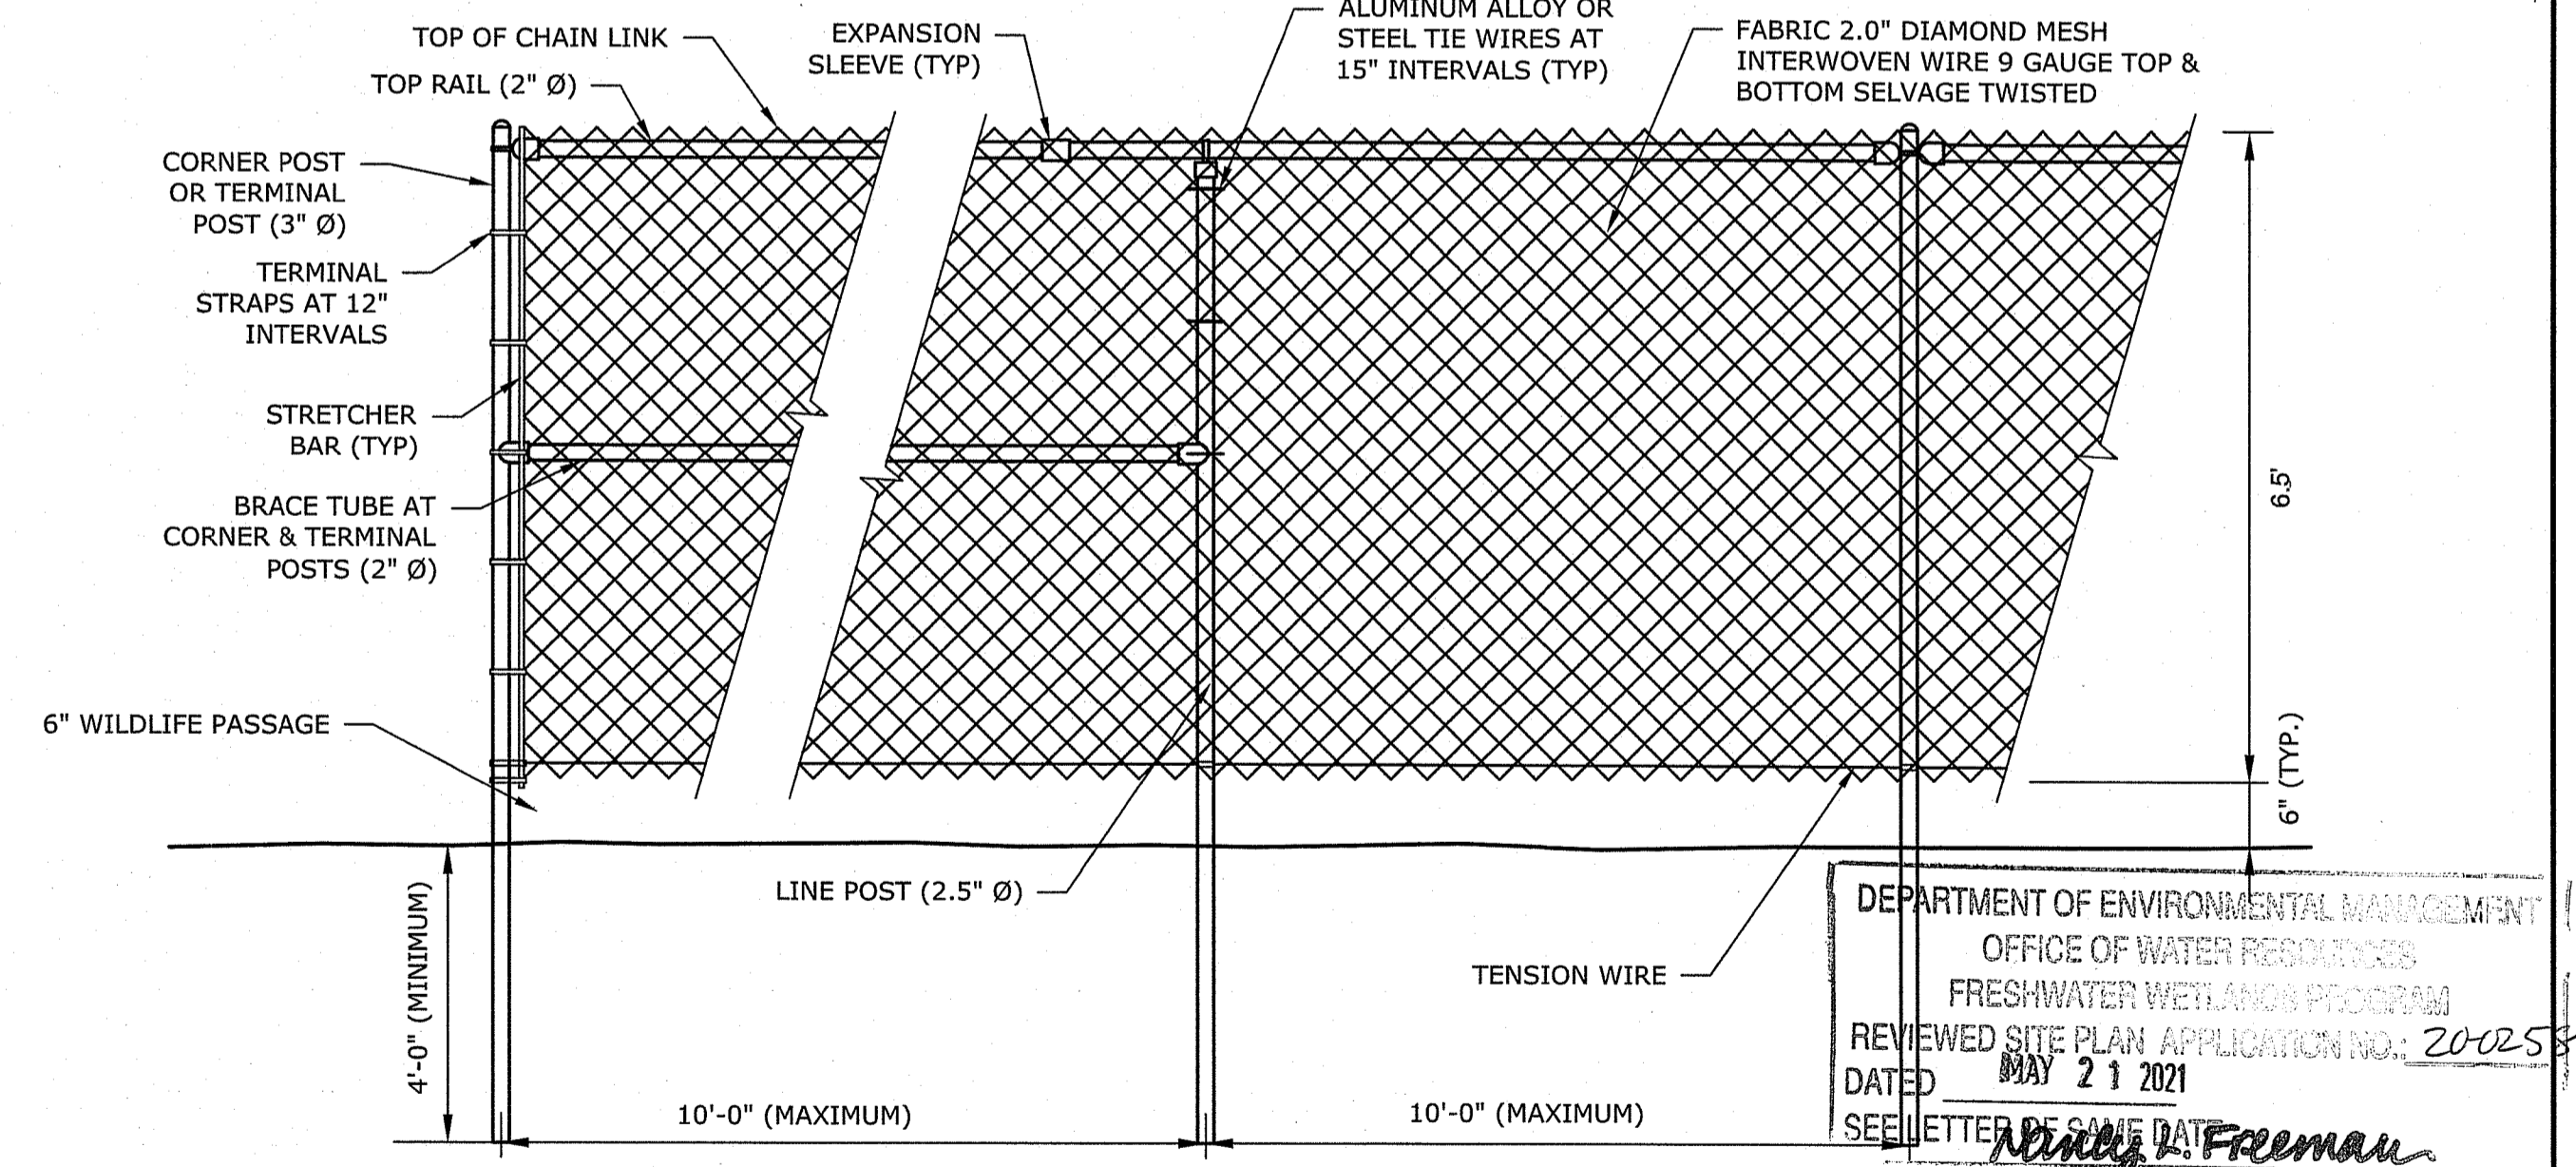 TOP OF CHAIN LINK
TOP RAIL (2" Ø)
EXPANSION
SLEEVE (TYP)
ALUMINUM ALLOY OR
STEEL TIE WIRES AT
15" INTERVALS (TYP)
FABRIC 2.0" DIAMOND MESH
INTERWOVEN WIRE 9 GAUGE TOP &
BOTTOM SELVAGE TWISTED
CORNER POST
OR TERMINAL
POST (3" Ø)
TERMINAL
STRAPS AT 12"
INTERVALS
STRETCHER
BAR (TYP)
BRACE TUBE AT
CORNER & TERMINAL
POSTS (2" Ø)
6" WILDLIFE PASSAGE
6.5'
6" (TYP.)
LINE POST (2.5" Ø)
TENSION WIRE
4'-0" (MINIMUM)
10'-0" (MAXIMUM)
10'-0" (MAXIMUM)
DEPARTMENT OF ENVIRONMENTAL MANAGEMENT
OFFICE OF WATER RESOURCES
FRESHWATER WETLANDS PROGRAM
REVIEWED SITE PLAN APPLICATION NO.:
DATED MAY 21 2021
SEE LETTER OF SAME DATE
Nancy L. Freeman